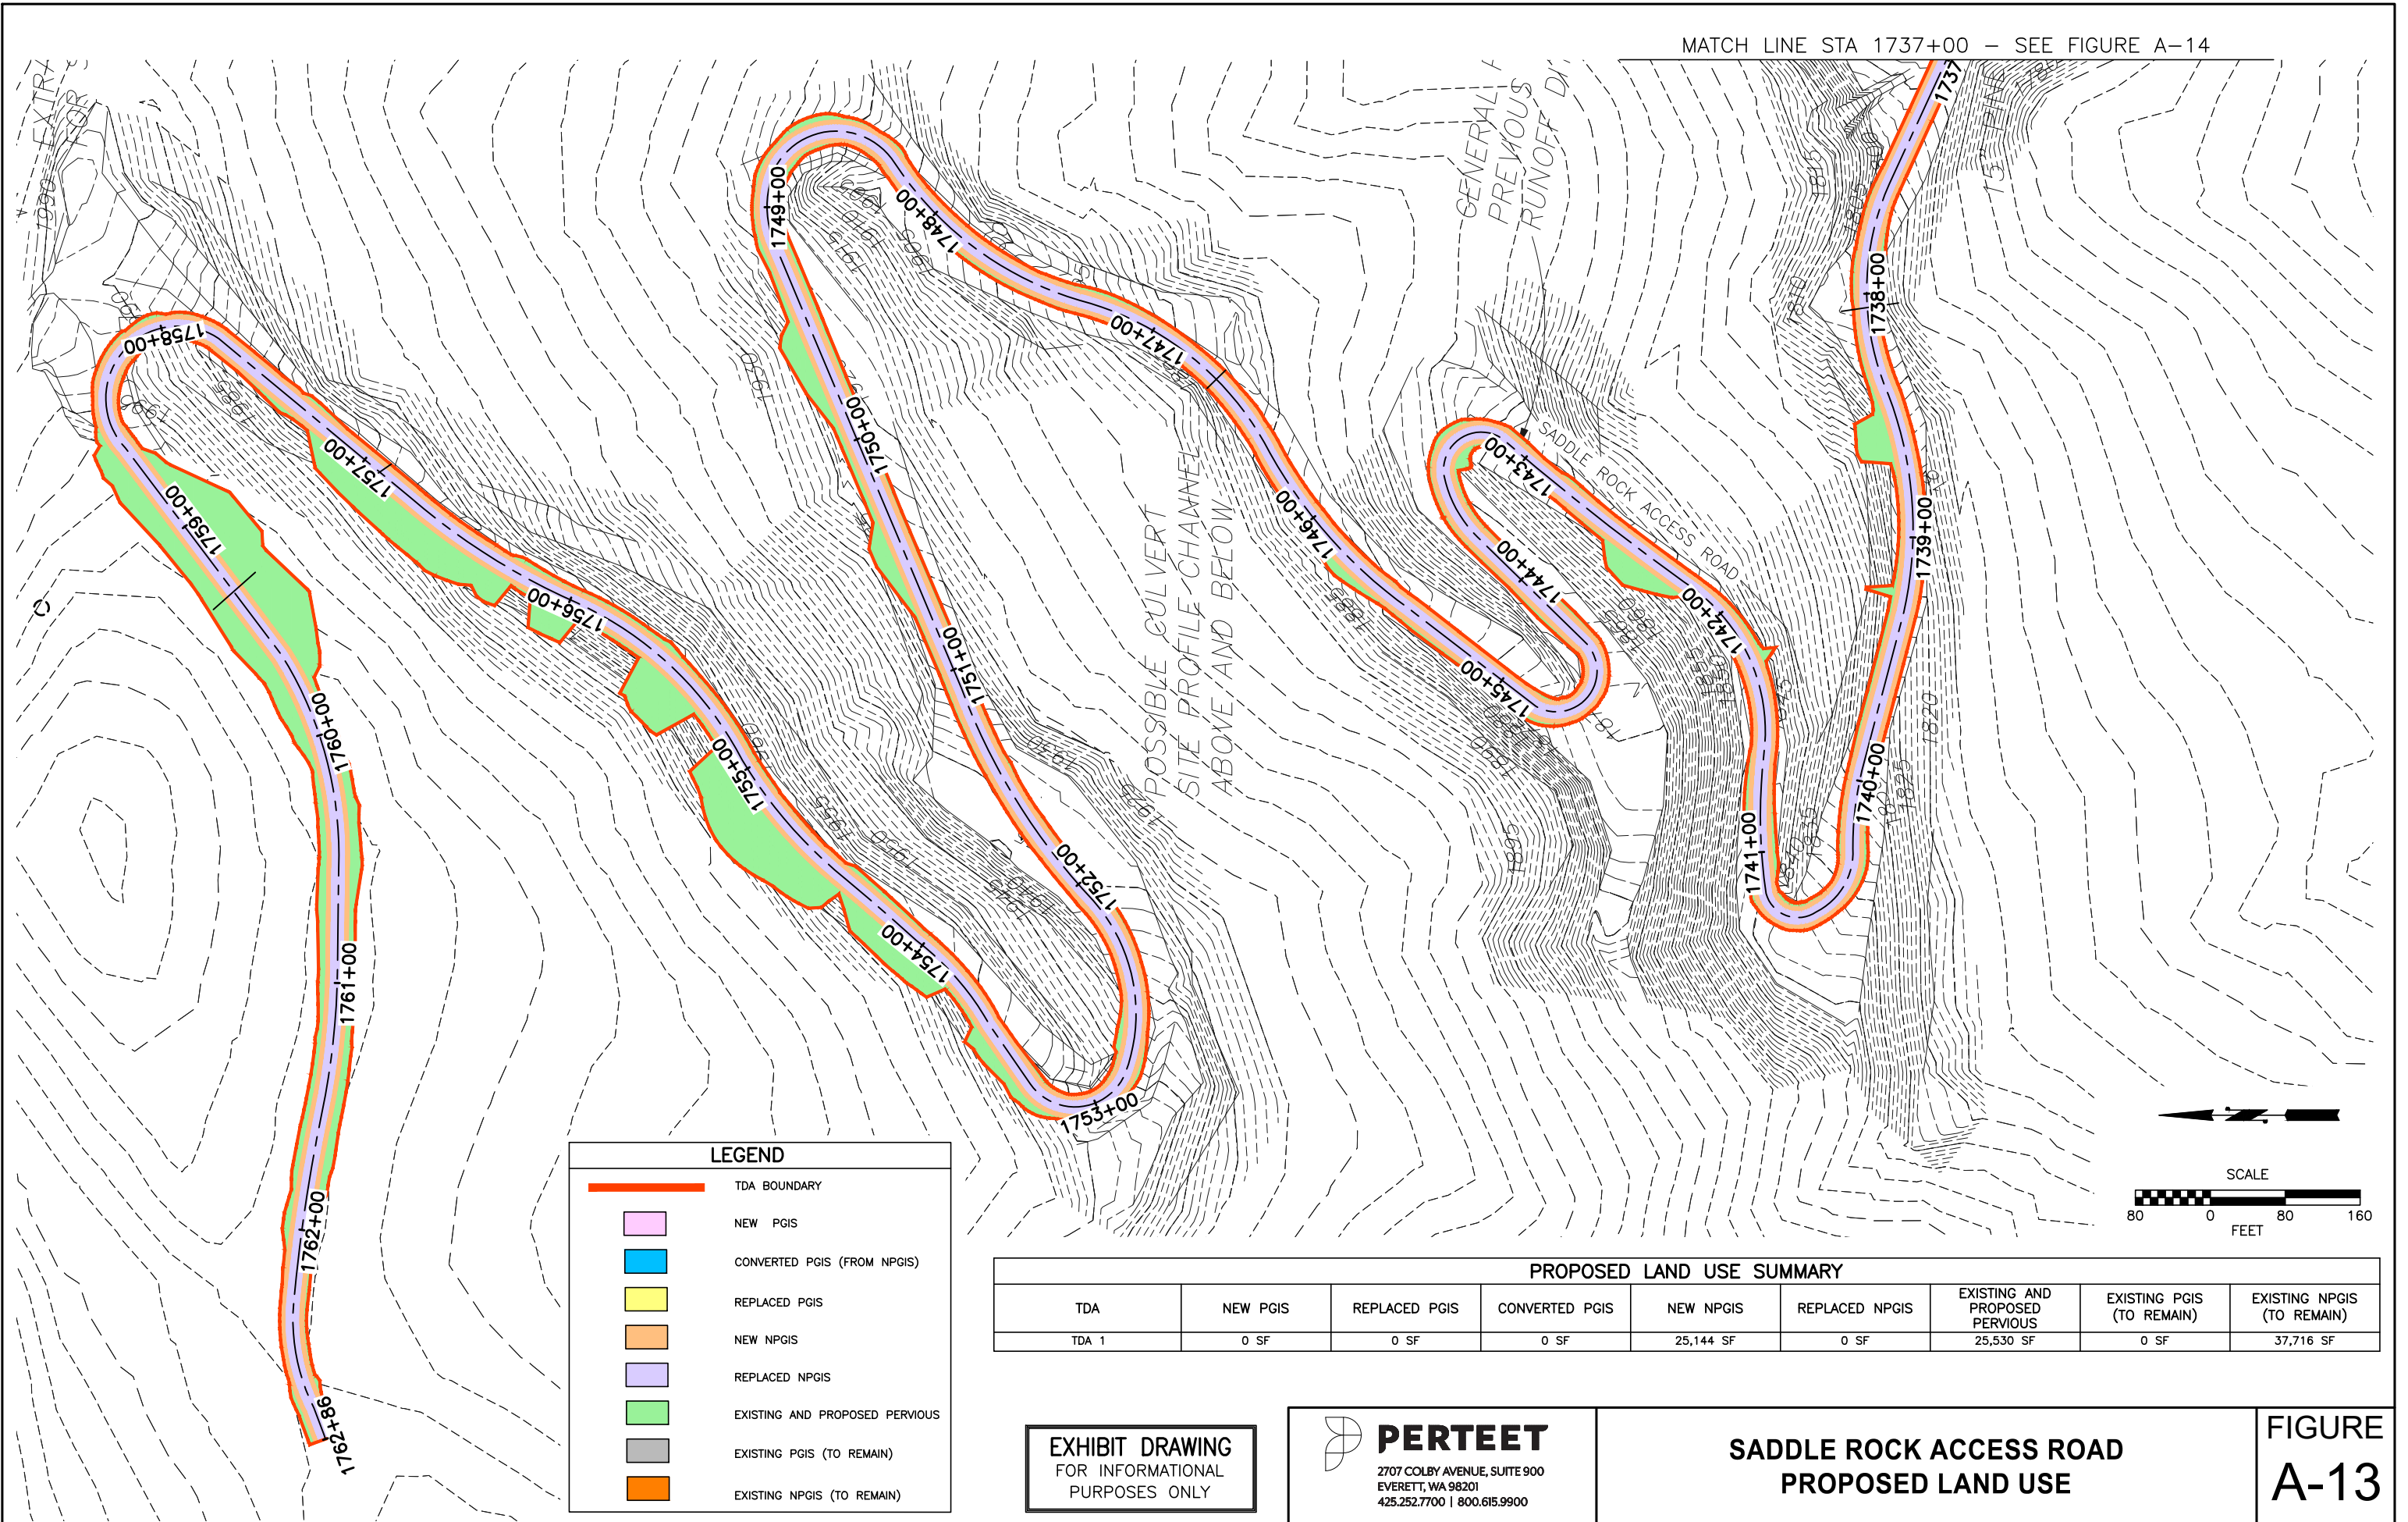 MATCH LINE STA 1737+00 – SEE FIGURE A–14
1737
1738+00
1739+00
1740+00
1741+00
1742+00
1743+00
1744+00
1745+00
1746+00
1747+00
1748+00
1749+00
1750+00
1751+00
1752+00
1753+00
1754+00
1755+00
1756+00
1757+00
1758+00
1759+00
1760+00
1761+00
1762+00
1762+86
GENERAL
PREVIOUS
RUNOFF
SADDLE ROCK ACCESS ROAD
POSSIBLE CULVERT
SITE PROFILE CHANNEL
ABOVE AND BELOW
1990
1820
1895
LEGEND
TDA BOUNDARY
NEW PGIS
CONVERTED PGIS (FROM NPGIS)
REPLACED PGIS
NEW NPGIS
REPLACED NPGIS
EXISTING AND PROPOSED PERVIOUS
EXISTING PGIS (TO REMAIN)
EXISTING NPGIS (TO REMAIN)
SCALE
80 0 80 160
FEET
PROPOSED LAND USE SUMMARY
TDA NEW PGIS REPLACED PGIS CONVERTED PGIS NEW NPGIS REPLACED NPGIS EXISTING AND PROPOSED PERVIOUS EXISTING PGIS (TO REMAIN) EXISTING NPGIS (TO REMAIN)
TDA 1 0 SF 0 SF 0 SF 25,144 SF 0 SF 25,530 SF 0 SF 37,716 SF
EXHIBIT DRAWING
FOR INFORMATIONAL
PURPOSES ONLY
PERTEET
2707 COLBY AVENUE, SUITE 900
EVERETT, WA 98201
425.252.7700 | 800.615.9900
SADDLE ROCK ACCESS ROAD
PROPOSED LAND USE
FIGURE
A-13